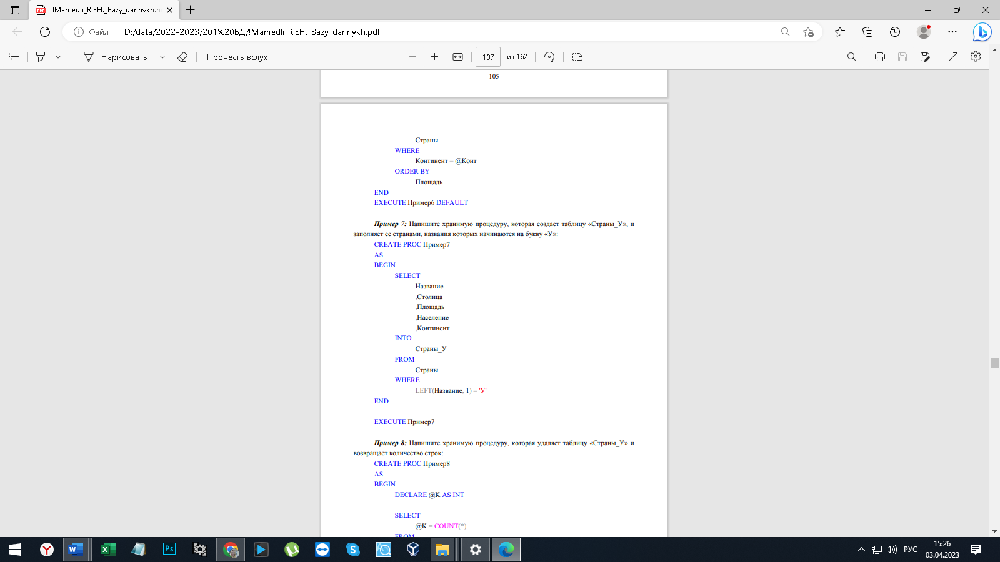 !Mamedli_R.EH._Bazy_dannykh.p
Файл
D:/data/2022-2023/201%20БД/!Mamedli_R.EH._Bazy_dannykh.pdf
Нарисовать
Прочесть вслух
107
из 162
105
Страны
WHERE
Континент = @Конт
ORDER BY
Площадь
END
EXECUTE Пример6 DEFAULT
Пример 7: Напишите хранимую процедуру, которая создает таблицу «Страны_У», и
заполняет ее странами, названия которых начинаются на букву «У»:
CREATE PROC Пример7
AS
BEGIN
SELECT
Название
,Столица
,Площадь
,Население
,Континент
INTO
Страны_У
FROM
Страны
WHERE
LEFT(Название, 1) = 'У'
END
EXECUTE Пример7
Пример 8: Напишите хранимую процедуру, которая удаляет таблицу «Страны_У» и
возвращает количество строк:
CREATE PROC Пример8
AS
BEGIN
DECLARE @K AS INT
SELECT
@K = COUNT(*)
FROM
РУС
15:26
03.04.2023